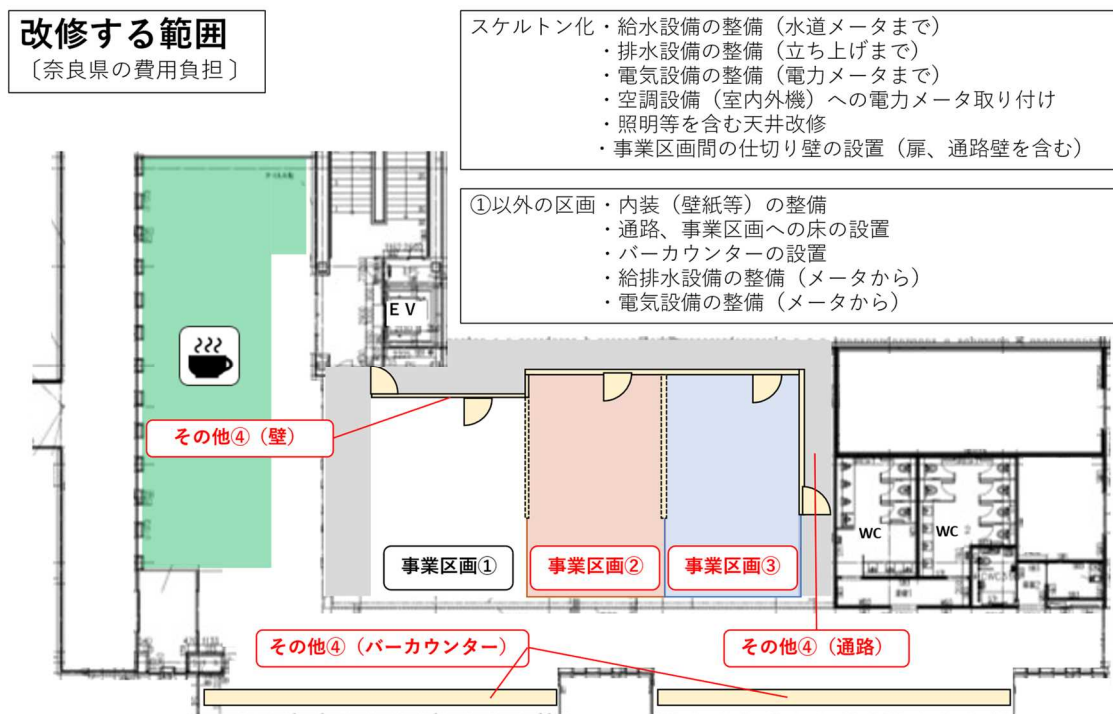 改修する範囲
〔奈良県の費用負担〕
スケルトン化・給水設備の整備（水道メータまで）
・排水設備の整備（立ち上げまで）
・電気設備の整備（電力メータまで）
・空調設備（室内外機）への電力メータ取り付け
・照明等を含む天井改修
・事業区画間の仕切り壁の設置（扉、通路壁を含む）
①以外の区画・内装（壁紙等）の整備
・通路、事業区画への床の設置
・バーカウンターの設置
・給排水設備の整備（メータから）
・電気設備の整備（メータから）
EV
その他④（壁）
WC
WC
事業区画①
事業区画②
事業区画③
その他④（バーカウンター）
その他④（通路）